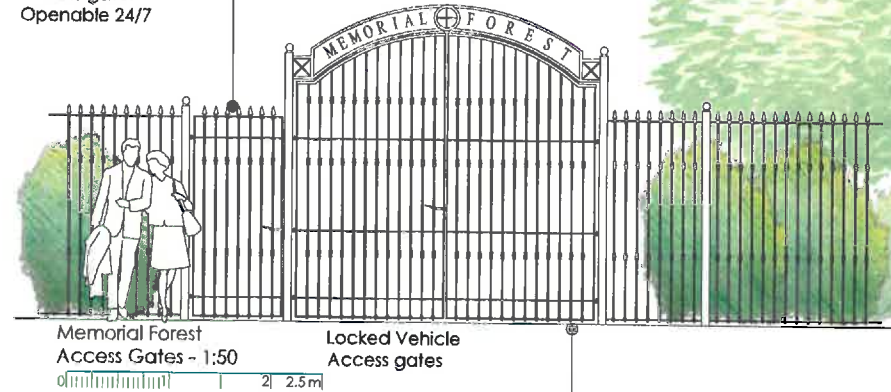 Openable 24/7
MEMORIAL FOREST
Memorial Forest
Access Gates - 1:50
Locked Vehicle
Access gates
0 1 2 2.5m